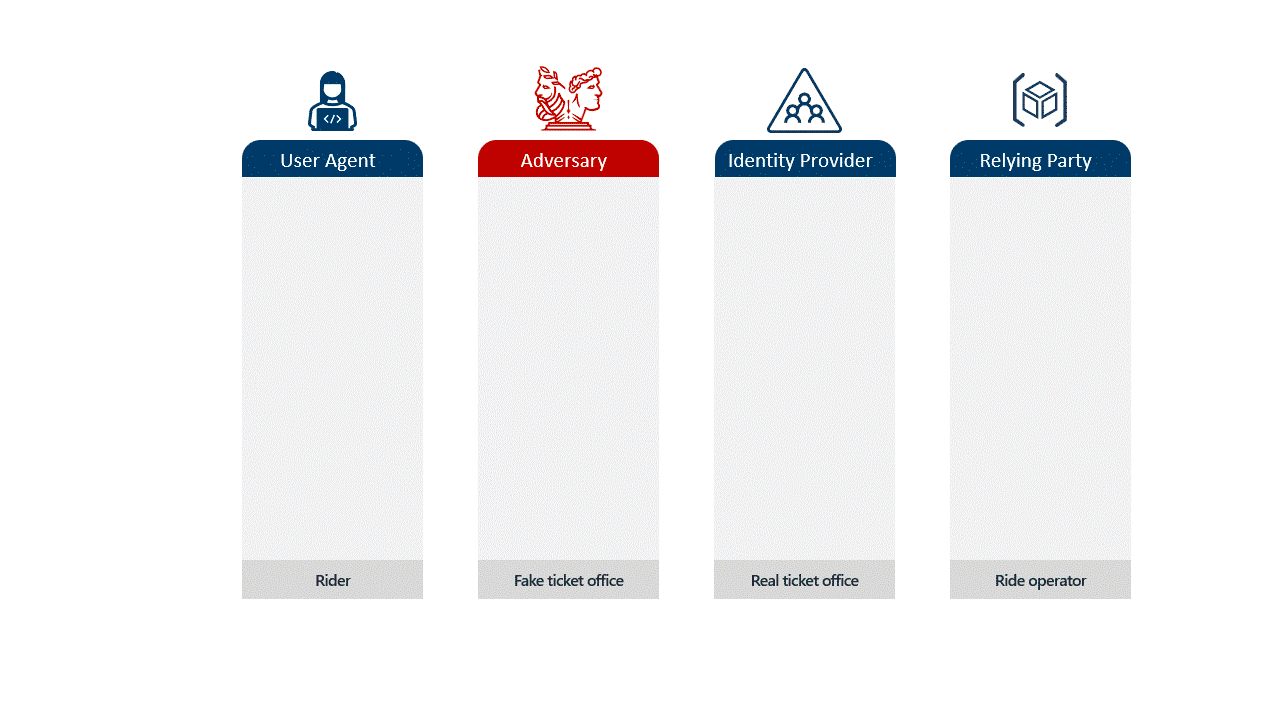 User Agent
Adversary
Identity Provider
Relying Party
Rider
Fake ticket office
Real ticket office
Ride operator